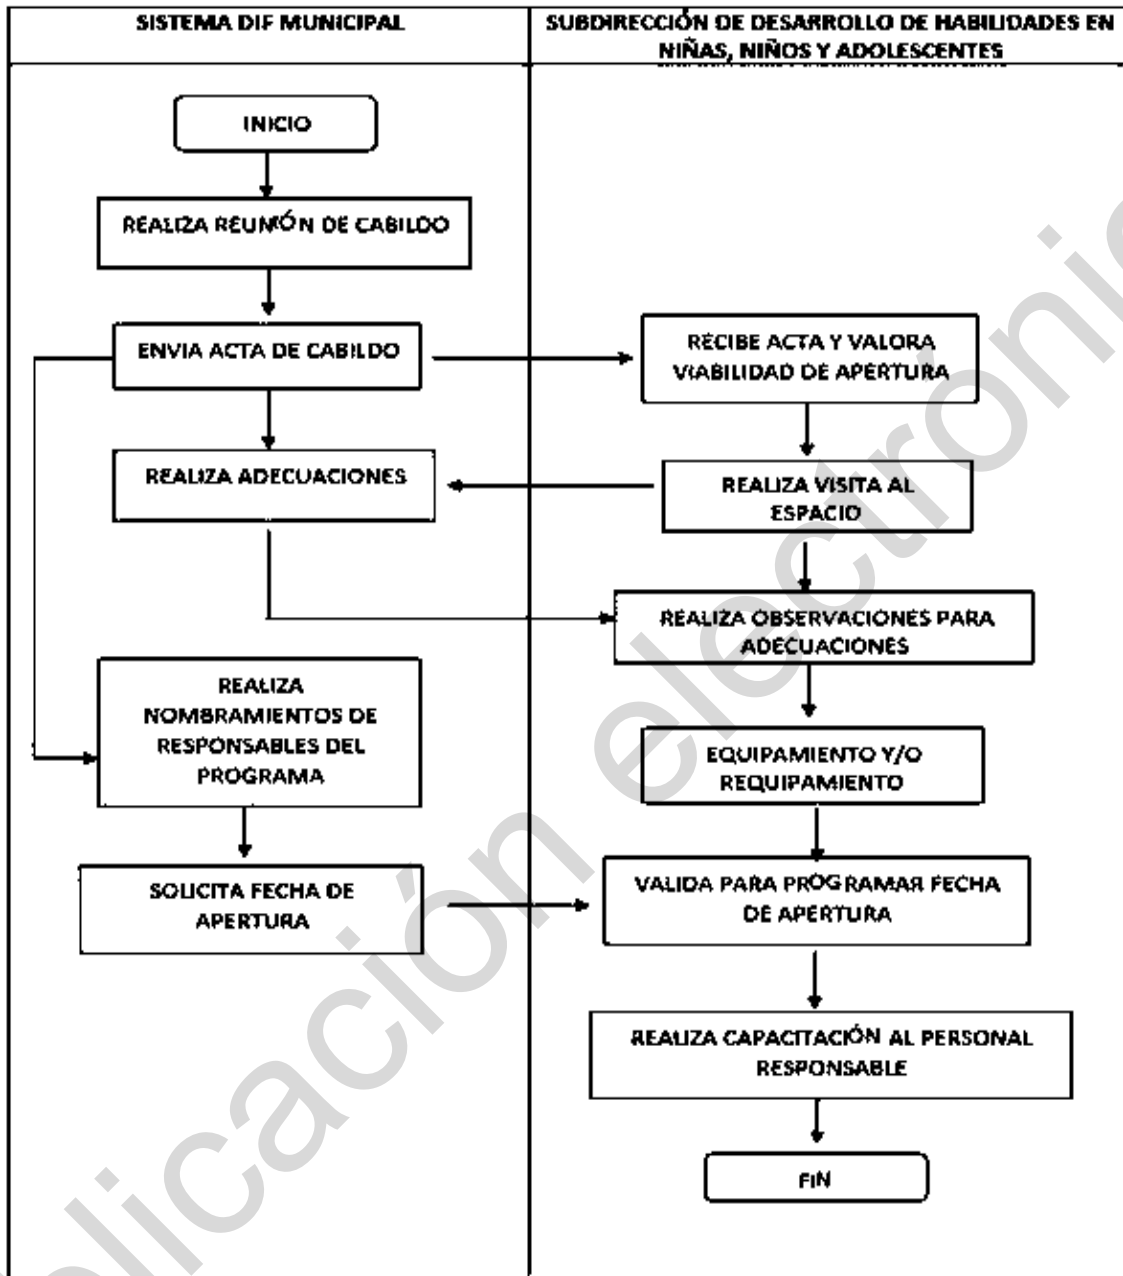 SISTEMA DIF MUNICIPAL
SUBDIRECCIÓN DE DESARROLLO DE HABILIDADES EN
NIÑAS, NIÑOS Y ADOLESCENTES
INICIO
REALIZA REUNIÓN DE CABILDO
ENVIA ACTA DE CABILDO
RECIBE ACTA Y VALORA
VIABILIDAD DE APERTURA
REALIZA ADECUACIONES
REALIZA VISITA AL
ESPACIO
REALIZA OBSERVACIONES PARA
ADECUACIONES
REALIZA
NOMBRAMIENTOS DE
RESPONSABLES DEL
PROGRAMA
EQUIPAMIENTO Y/O
REQUIPAMIENTO
SOLICITA FECHA DE
APERTURA
VALIDA PARA PROGRAMAR FECHA
DE APERTURA
REALIZA CAPACITACIÓN AL PERSONAL
RESPONSABLE
FIN
plicación electrónic